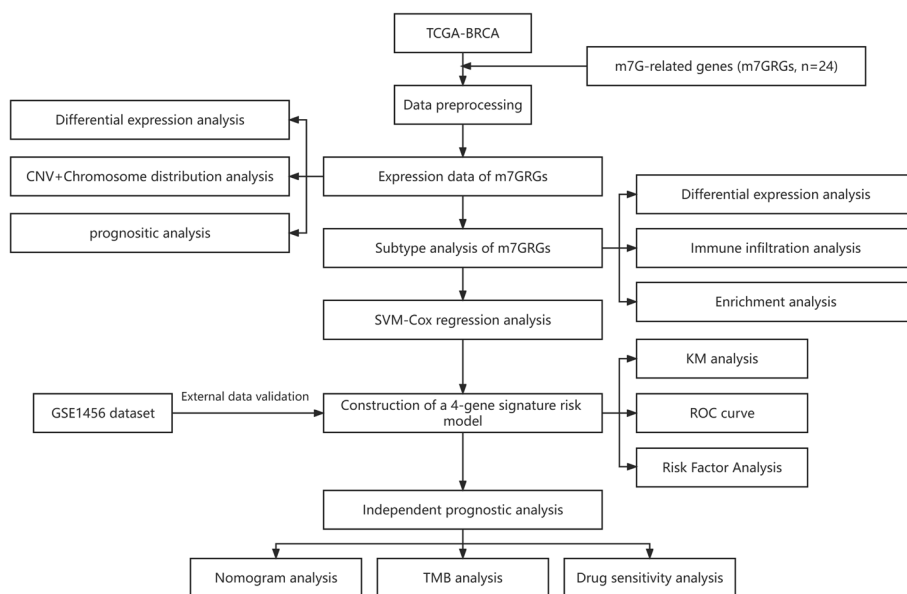 TCGA-BRCA
m7G-related genes (m7GRGs, n=24)
Data preprocessing
Differential expression analysis
CNV+Chromosome distribution analysis
prognositic analysis
Expression data of m7GRGs
Differential expression analysis
Subtype analysis of m7GRGs
Immune infiltration analysis
Enrichment analysis
SVM-Cox regression analysis
KM analysis
GSE1456 dataset
External data validation
Construction of a 4-gene signature risk
model
ROC curve
Risk Factor Analysis
Independent prognostic analysis
Nomogram analysis
TMB analysis
Drug sensitivity analysis